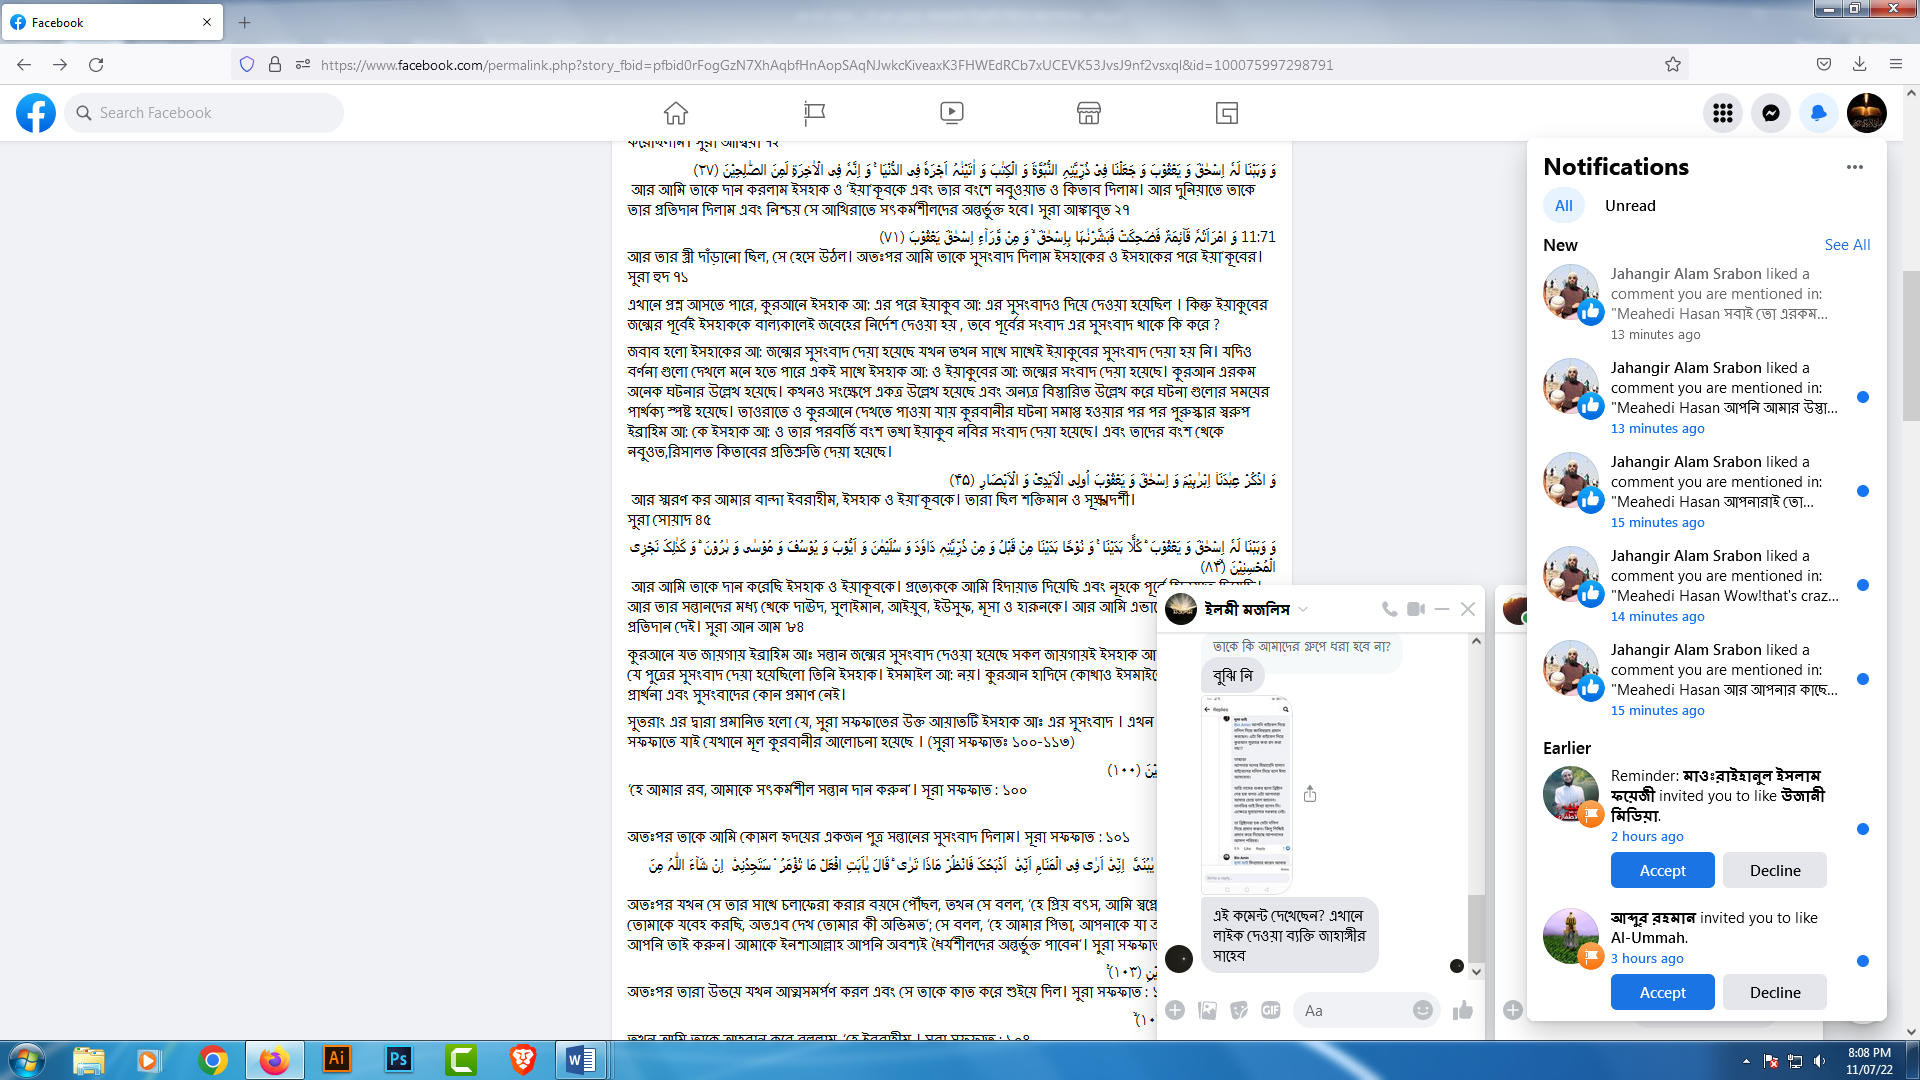 Facebook
https://www.facebook.com/permalink.php?story_fbid=pfbid0rFogGzN7XhAqbfHnAopSAqNJwkcKiveaxK3FHWEdRCb7xUCEVK53JvsJ9nf2vsxql&id=100075997298791
Search Facebook
وَ وَہَبۡنَا لَہٗۤ اِسۡحٰقَ وَ یَعۡقُوۡبَ وَ جَعَلۡنَا فِیۡ ذُرِّیَّتِہِ النُّبُوَّۃَ وَ الۡکِتٰبَ وَ اٰتَیۡنٰہُ اَجۡرَہٗ فِی الدُّنۡیَا ۚ وَ اِنَّہٗ فِی الۡاٰخِرَۃِ لَمِنَ الصّٰلِحِیۡنَ (۲۷)
আর আমি তাকে দান করলাম ইসহাক ও ‘ইয়া‘কূবকে এবং তার বংশে নবুওয়াত ও কিতাব দিলাম। আর দুনিয়াতে তাকে
তার প্রতিদান দিলাম এবং নিশ্চয় সে আখিরাতে সৎকর্মশীলদের অন্তর্ভুক্ত হবে। সূরা আঙ্কাবুত ২৭
11:71 وَ امۡرَاَتُہٗ قَآئِمَۃٌ فَضَحِکَتۡ فَبَشَّرۡنٰہَا بِاِسۡحٰقَ ۙ وَ مِنۡ وَّرَآءِ اِسۡحٰقَ یَعۡقُوۡبَ (۷۱)
আর তার স্ত্রী দাঁড়ানো ছিল, সে হেসে উঠল। অতঃপর আমি তাকে সুসংবাদ দিলাম ইসহাকের ও ইসহাকের পরে ইয়া‘কূবের।
সুরা হুদ ৭১
এখানে প্রশ্ন আসতে পারে, কুরআনে ইসহাক আ: এর পরে ইয়াকুব আ: এর সুসংবাদও দিয়ে দেওয়া হয়েছিল । কিন্তু ইয়াকুবের
জন্মের পূর্বেই ইসহাককে বাল্যকালেই জবেহের নির্দেশ দেওয়া হয় , তবে পূর্বের সংবাদ এর সুসংবাদ থাকে কি করে ?
জবাব হলো ইসহাকের আ: জন্মের সুসংবাদ দেয়া হয়েছে যখন তখন সাথে সাথেই ইয়াকুবের সুসংবাদ দেয়া হয় নি। যদিও
বর্ণনা গুলো দেখলে মনে হতে পারে একই সাথে ইসহাক আ: ও ইয়াকুবের আ: জন্মের সংবাদ দেয়া হয়েছে। কুরআন এরকম
অনেক ঘটনার উল্লেখ হয়েছে। কখনও সংক্ষেপে একত্র উল্লেখ হয়েছে এবং অন্যত্র বিস্তারিত উল্লেখ করে ঘটনা গুলোর সময়ের
পার্থক্য স্পষ্ট হয়েছে। তাওরাতে ও কুরআনে দেখতে পাওয়া যায় কুরবানীর ঘটনা সমাপ্ত হওয়ার পর পর পুরুস্কার স্বরুপ
ইব্রাহিম আ: কে ইসহাক আ: ও তার পরবর্তি বংশ তথা ইয়াকুব নবির সংবাদ দেয়া হয়েছে। এবং তাদের বংশ থেকে
নবুওত,রিসালত কিতাবের প্রতিশ্রুতি দেয়া হয়েছে।
وَ اذۡکُرۡ عِبٰدَنَاۤ اِبۡرٰہِیۡمَ وَ اِسۡحٰقَ وَ یَعۡقُوۡبَ اُولِی الۡاَیۡدِیۡ وَ الۡاَبۡصَارِ (۴۵)
আর স্মরণ কর আমার বান্দা ইবরাহীম, ইসহাক ও ইয়া‘কূবকে। তারা ছিল শক্তিমান ও সূক্ষ্মদর্শী।
সুরা সোয়াদ ৪৫
وَ وَہَبۡنَا لَہٗۤ اِسۡحٰقَ وَ یَعۡقُوۡبَ ؕ کُلًّا ہَدَیۡنَا ۚ وَ نُوۡحًا ہَدَیۡنَا مِنۡ قَبۡلُ وَ مِنۡ ذُرِّیَّتِہٖ دَاوٗدَ وَ سُلَیۡمٰنَ وَ اَیُّوۡبَ وَ یُوۡسُفَ وَ مُوۡسٰی وَ ہٰرُوۡنَ ؕ وَ کَذٰلِکَ نَجۡزِی
الۡمُحۡسِنِیۡنَ (۸۴)
আর আমি তাকে দান করেছি ইসহাক ও ইয়াকূবকে। প্রত্যেককে আমি হিদায়াত দিয়েছি এবং নূহকে পূর্বে
আর তার সন্তানদের মধ্য থেকে দাঊদ, সুলাইমান, আইয়ুব, ইউসূফ, মূসা ও হারুনকে। আর আমি এভাবে
প্রতিদান দেই। সুরা আন আম ৮৪
কুরআনে যত জায়গায় ইব্রাহিম আঃ সন্তান জন্মের সুসংবাদ দেওয়া হয়েছে সকল জায়গায়ই ইসহাক আ
যে পুত্রের সুসংবাদ দেয়া হয়েছিলো তিনি ইসহাক। ইসমাইল আ: নয়। কুরআন হাদিসে কোথাও ইসমাইলে
প্রার্থনা এবং সুসংবাদের কোন প্রমাণ নেই।
সুতরাং এর দ্বারা প্রমানিত হলো যে, সুরা সফফাতের উক্ত আয়াতটি ইসহাক আঃ এর সুসংবাদ । এখন
সফফাতে যাই যেখানে মূল কুরবানীর আলোচনা হয়েছে । (সুরা সফফাতঃ ১০০-১১৩)
(۱۰۰)
‘হে আমার রব, আমাকে সৎকর্মশীল সন্তান দান করুন’। সূরা সফফাত : ১০০
অতঃপর তাকে আমি কোমল হৃদয়ের একজন পুত্র সন্তানের সুসংবাদ দিলাম। সূরা সফফাত : ১০১
یٰبُنَیَّ اِنِّیۡۤ اَرٰی فِی الۡمَنَامِ اَنِّیۡۤ اَذۡبَحُکَ فَانۡظُرۡ مَاذَا تَرٰی ؕ قَالَ یٰۤاَبَتِ افۡعَلۡ مَا تُؤۡمَرُ ۫ سَتَجِدُنِیۡۤ اِنۡ شَآءَ اللّٰہُ مِنَ
অতঃপর যখন সে তার সাথে চলাফেরা করার বয়সে পৌঁছল, তখন সে বলল, ‘হে প্রিয় বৎস, আমি স্বপ্নে
তোমাকে যবেহ করছি, অতএব দেখ তোমার কী অভিমত’; সে বলল, ‘হে আমার পিতা, আপনাকে যা আ
আপনি তাই করুন। আমাকে ইনশাআল্লাহ আপনি অবশ্যই ধৈর্যশীলদের অন্তর্ভুক্ত পাবেন’। সুরা সফফাত
(۱۰۳)
অতঃপর তারা উভয়ে যখন আত্মসমর্পণ করল এবং সে তাকে কাত করে শুইয়ে দিল। সুরা সফফাত :
তখন আমি তাকে আহবান করে বললাম, ‘হে ইবরাহীম । সুরা সফফাত : ১০৪
ইলমী মজলিস
তাকে কি আমাদের গ্রুপে ধরা হবে না?
বুঝি নি
এই কমেন্ট দেখেছেন? এখানে
লাইক দেওয়া ব্যক্তি জাহাঙ্গীর
সাহেব
GIF
Aa
Notifications
All
Unread
New
See All
Jahangir Alam Srabon liked a
comment you are mentioned in:
"Meahedi Hasan সবাই তো এরকম...
13 minutes ago
Jahangir Alam Srabon liked a
comment you are mentioned in:
"Meahedi Hasan আপনি আমার উস্তা...
13 minutes ago
Jahangir Alam Srabon liked a
comment you are mentioned in:
"Meahedi Hasan আপনারাই তো...
15 minutes ago
Jahangir Alam Srabon liked a
comment you are mentioned in:
"Meahedi Hasan Wow!that's craz...
14 minutes ago
Jahangir Alam Srabon liked a
comment you are mentioned in:
"Meahedi Hasan আর আপনার কাছে...
15 minutes ago
Earlier
Reminder: মাওঃরাইহানুল ইসলাম
ফয়েজী invited you to like উজানী
মিডিয়া.
2 hours ago
Accept
Decline
আব্দুর রহমান invited you to like
Al-Ummah.
3 hours ago
Accept
Decline
Ai
Ps
8:08 PM
11/07/22